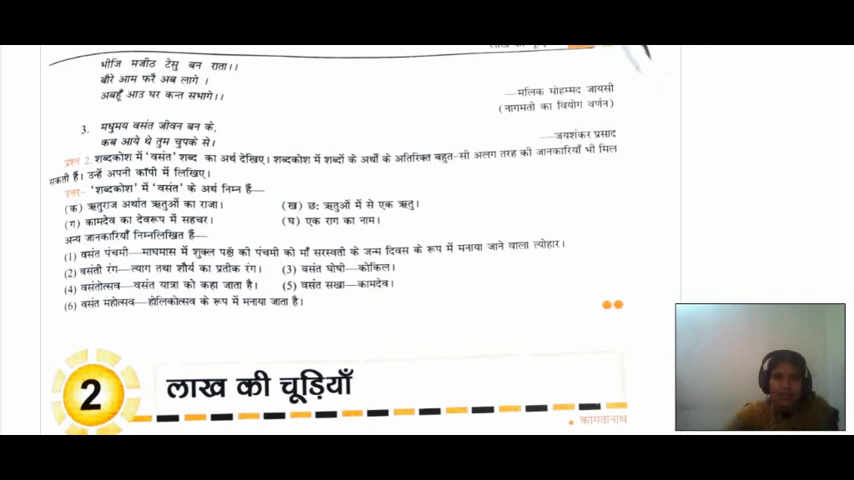 भीजि मजीठ टेसु बन राता।।
बौरे आम फरै अब लागे ।
अबहूँ आउ घर कन्त सभागे।।
—मलिक मोहम्मद जायसी
(नागमती का वियोग वर्णन)
3. मधुमय वसंत जीवन बन के,
कब आये थे तुम चुपके से।
—जयशंकर प्रसाद
प्रश्न 2. शब्दकोश में 'वसंत' शब्द का अर्थ देखिए। शब्दकोश में शब्दों के अर्थों के अतिरिक्त बहुत-सी अलग तरह की जानकारियाँ भी मिल
सकती हैं। उन्हें अपनी कॉपी में लिखिए।
उत्तर- 'शब्दकोश' में 'वसंत' के अर्थ निम्न हैं—
(क) ऋतुराज अर्थात ऋतुओं का राजा। (ख) छः ऋतुओं में से एक ऋतु।
(ग) कामदेव का देवरूप में सहचर। (घ) एक राग का नाम।
अन्य जानकारियाँ निम्नलिखित हैं—
(1) वसंत पंचमी—माघमास में शुक्ल पक्ष की पंचमी को माँ सरस्वती के जन्म दिवस के रूप में मनाया जाने वाला त्योहार।
(2) वसंती रंग—त्याग तथा शौर्य का प्रतीक रंग। (3) वसंत घोषी—कोकिल।
(4) वसंतोत्सव—वसंत यात्रा को कहा जाता है। (5) वसंत सखा—कामदेव।
(6) वसंत महोत्सव—होलिकोत्सव के रूप में मनाया जाता है।
2 लाख की चूड़ियाँ
• कामतानाथ